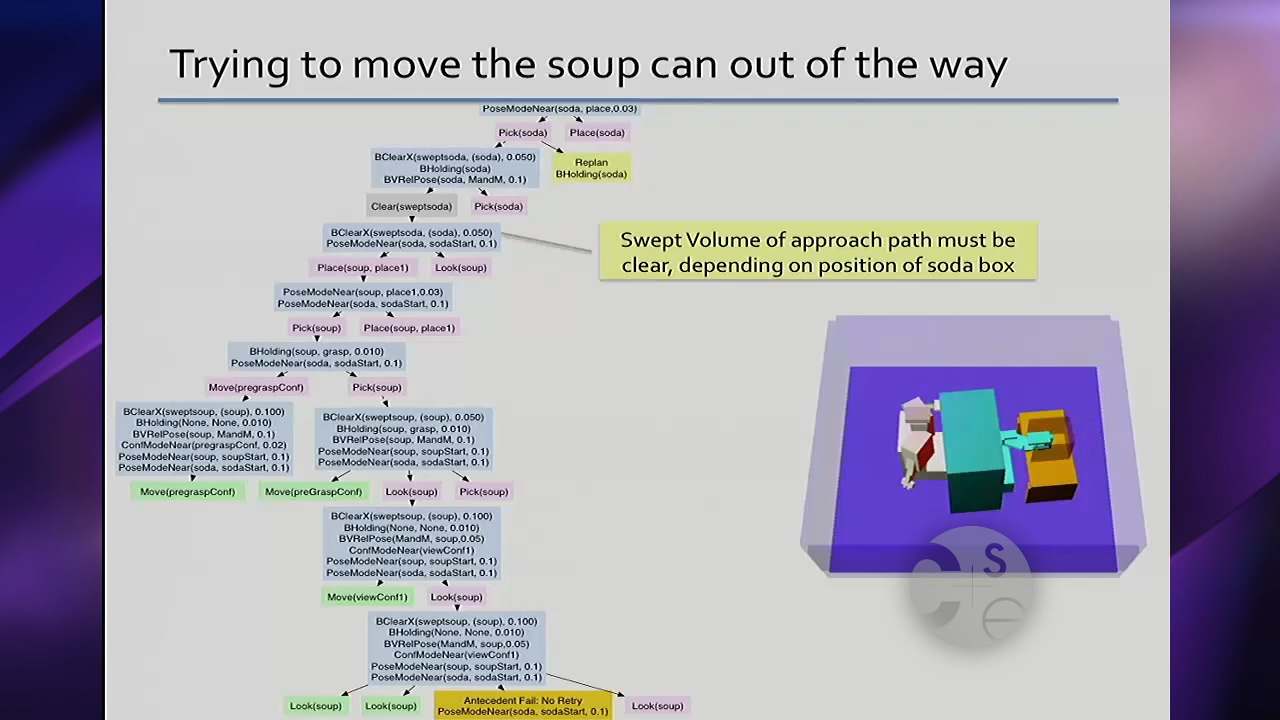 Trying to move the soup can out of the way
PoseModeNear(soda, place,0.03)
Pick(soda)
Place(soda)
BClearX(sweptsoda, (soda), 0.050)
BHolding(soda)
BVRelPose(soda, MandM, 0.1)
Replan
BHolding(soda)
Clear(sweptsoda)
Pick(soda)
BClearX(sweptsoda, (soda), 0.050)
PoseModeNear(soda, sodaStart, 0.1)
Swept Volume of approach path must be
clear, depending on position of soda box
Place(soup, place1)
Look(soup)
PoseModeNear(soup, place1,0.03)
PoseModeNear(soda, sodaStart, 0.1)
Pick(soup)
Place(soup, place1)
BHolding(soup, grasp, 0.010)
PoseModeNear(soda, sodaStart, 0.1)
Move(pregraspConf)
Pick(soup)
BClearX(sweptsoup, (soup), 0.100)
BHolding(None, None, 0.010)
BVRelPose(soup, MandM, 0.1)
ConfModeNear(pregraspConf, 0.02)
PoseModeNear(soup, soupStart, 0.1)
PoseModeNear(soda, sodaStart, 0.1)
BClearX(sweptsoup, (soup), 0.050)
BHolding(soup, grasp, 0.010)
BVRelPose(soup, MandM, 0.1)
PoseModeNear(soup, soupStart, 0.1)
PoseModeNear(soda, sodaStart, 0.1)
Move(pregraspConf)
Move(preGraspConf)
Look(soup)
Pick(soup)
BClearX(sweptsoup, (soup), 0.100)
BHolding(None, None, 0.010)
BVRelPose(MandM, soup,0.05)
ConfModeNear(viewConf1)
PoseModeNear(soup, soupStart, 0.1)
PoseModeNear(soda, sodaStart, 0.1)
Move(viewConf1)
Look(soup)
BClearX(sweptsoup, (soup), 0.100)
BHolding(None, None, 0.010)
BVRelPose(MandM, soup,0.05)
ConfModeNear(viewConf1)
PoseModeNear(soup, soupStart, 0.1)
PoseModeNear(soda, sodaStart, 0.1)
Look(soup)
Look(soup)
Antecedent Fail: No Retry
PoseModeNear(soda, sodaStart, 0.1)
Look(soup)
C S
+ e